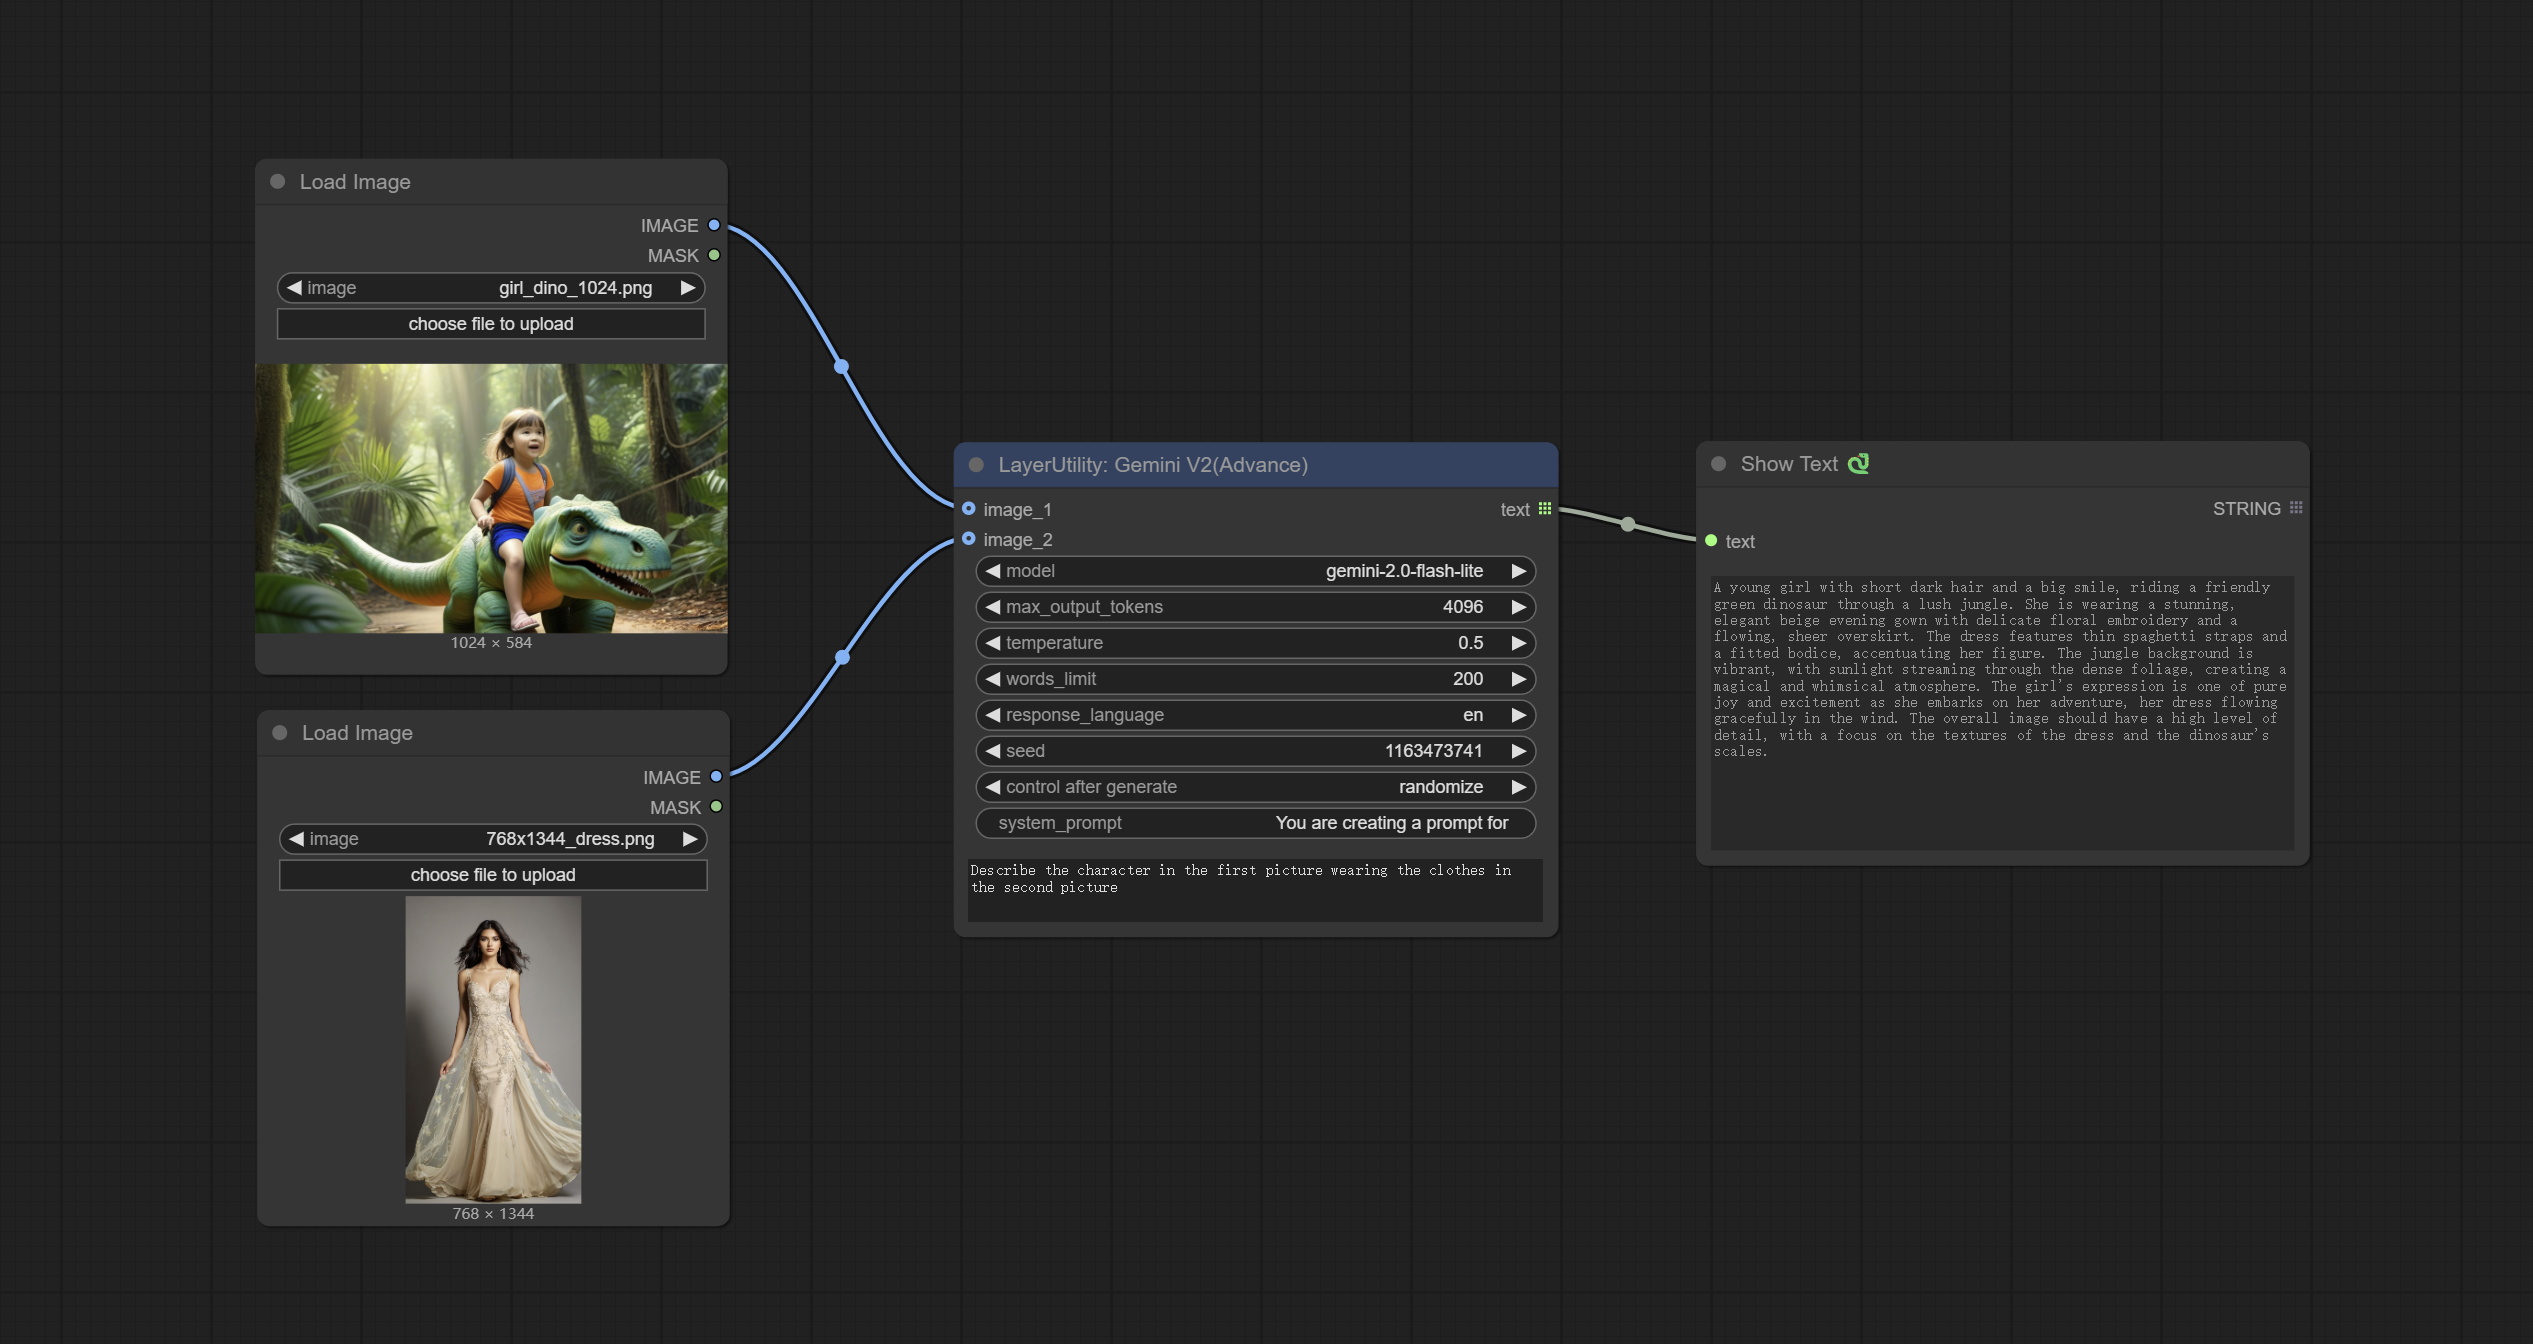 Load Image
IMAGE
MASK
image girl_dino_1024.png
choose file to upload
1024 × 584
Load Image
IMAGE
MASK
image 768x1344_dress.png
choose file to upload
768 × 1344
LayerUtility: Gemini V2(Advance)
image_1 text
image_2
model gemini-2.0-flash-lite
max_output_tokens 4096
temperature 0.5
words_limit 200
response_language en
seed 1163473741
control after generate randomize
system_prompt You are creating a prompt for
Describe the character in the first picture wearing the clothes in
the second picture
Show Text
STRING
text
A young girl with short dark hair and a big smile, riding a friendly
green dinosaur through a lush jungle. She is wearing a stunning,
elegant beige evening gown with delicate floral embroidery and a
flowing, sheer overskirt. The dress features thin spaghetti straps and
a fitted bodice, accentuating her figure. The jungle background is
vibrant, with sunlight streaming through the dense foliage, creating a
magical and whimsical atmosphere. The girl's expression is one of pure
joy and excitement as she embarks on her adventure, her dress flowing
gracefully in the wind. The overall image should have a high level of
detail, with a focus on the textures of the dress and the dinosaur's
scales.